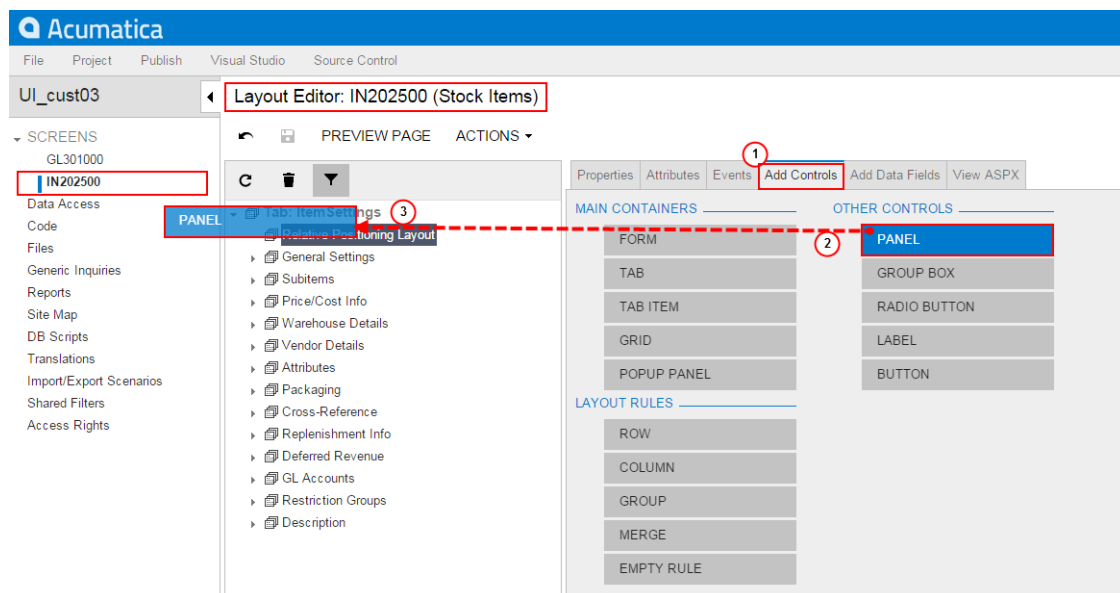 Acumatica
File Project Publish Visual Studio Source Control
UI_cust03
Layout Editor: IN202500 (Stock Items)
SCREENS
GL301000
IN202500
Data Access
Code
Files
Generic Inquiries
Reports
Site Map
DB Scripts
Translations
Import/Export Scenarios
Shared Filters
Access Rights
PREVIEW PAGE ACTIONS
Tab: ItemSettings
3
PANEL
Relative Positioning Layout
General Settings
Subitems
Price/Cost Info
Warehouse Details
Vendor Details
Attributes
Packaging
Cross-Reference
Replenishment Info
Deferred Revenue
GL Accounts
Restriction Groups
Description
1
Properties Attributes Events Add Controls Add Data Fields View ASPX
MAIN CONTAINERS
FORM
TAB
TAB ITEM
GRID
POPUP PANEL
LAYOUT RULES
ROW
COLUMN
GROUP
MERGE
EMPTY RULE
OTHER CONTROLS
2
PANEL
GROUP BOX
RADIO BUTTON
LABEL
BUTTON